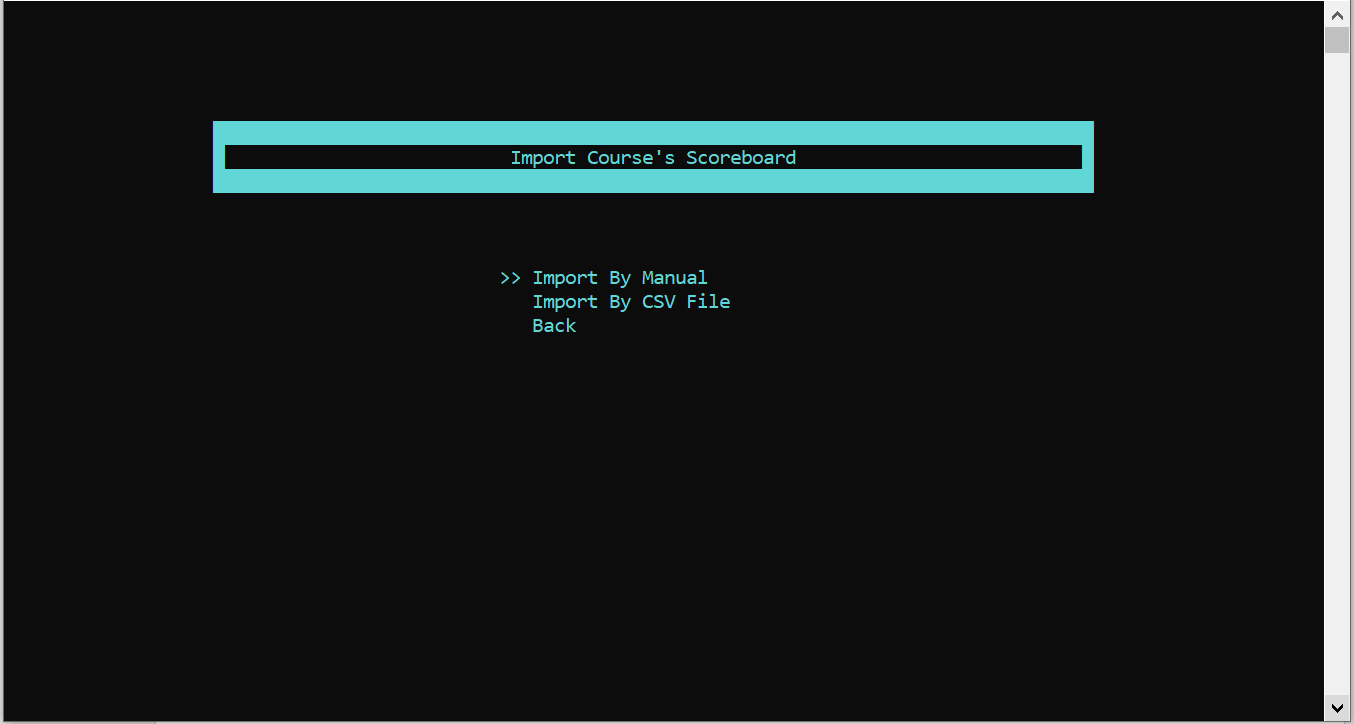 Import Course's Scoreboard
>> Import By Manual
Import By CSV File
Back